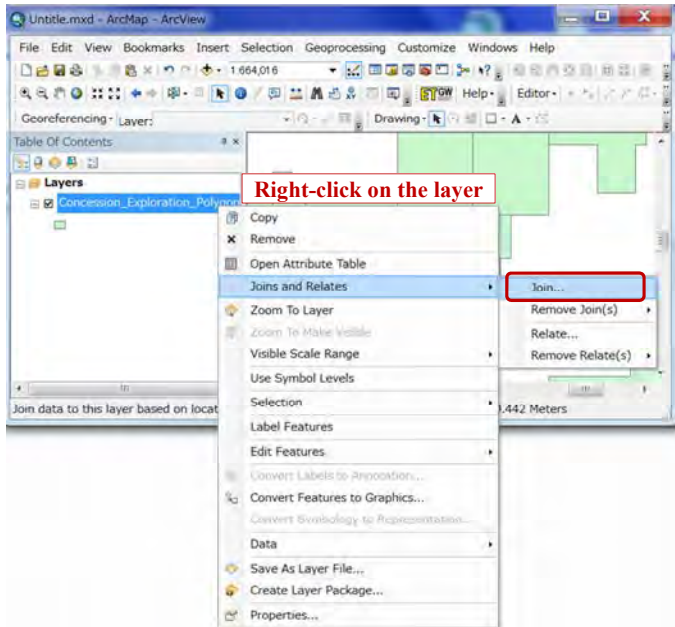 Untitle.mxd - ArcMap - ArcView
File Edit View Bookmarks Insert Selection Geoprocessing Customize Windows Help
1:664,016
Help
Editor
Georeferencing Layer:
Drawing
A
Table Of Contents
Layers
Concession_Exploration_Polygon
Right-click on the layer
Copy
Remove
Open Attribute Table
Joins and Relates
Join...
Zoom To Layer
Remove Join(s)
Zoom To Make Visible
Relate...
Visible Scale Range
Remove Relate(s)
Use Symbol Levels
Join data to this layer based on locat
.442 Meters
Selection
Label Features
Edit Features
Convert Labels to Annotation...
Convert Features to Graphics...
Convert Symbology to Representation...
Data
Save As Layer File...
Create Layer Package...
Properties...